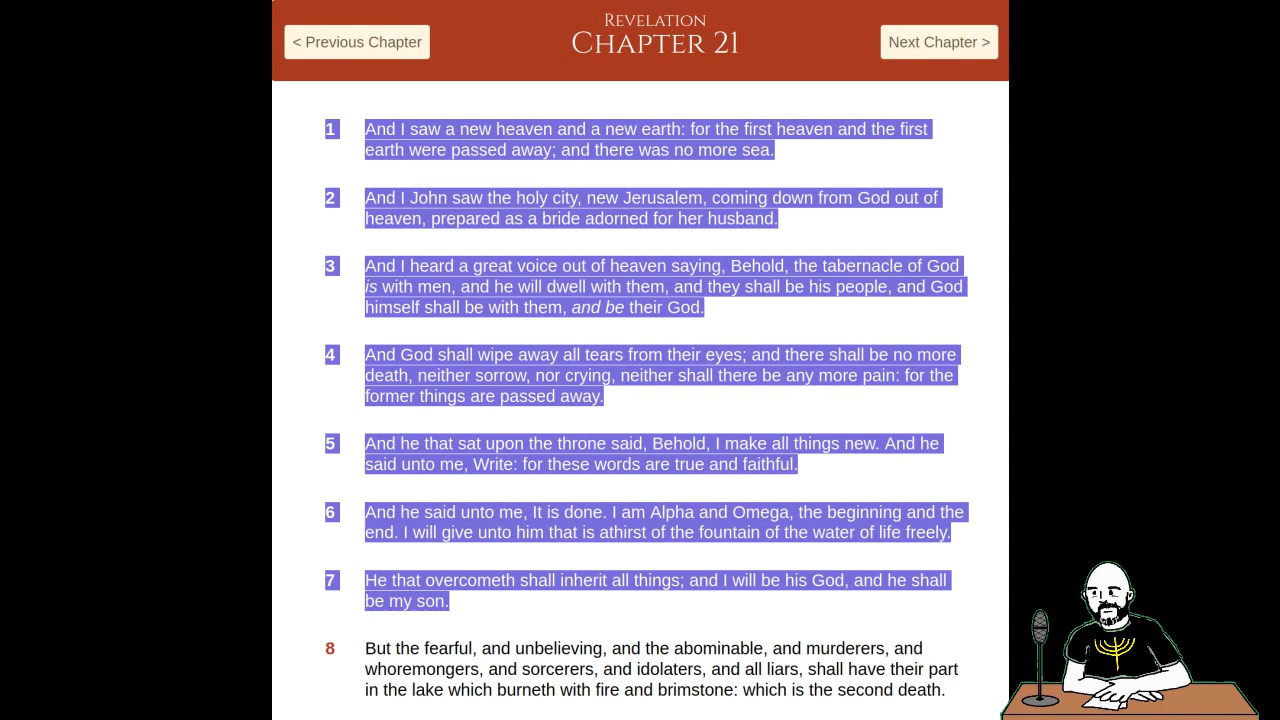 < Previous Chapter
Revelation
Chapter 21
Next Chapter >
1 And I saw a new heaven and a new earth: for the first heaven and the first
earth were passed away; and there was no more sea.
2 And I John saw the holy city, new Jerusalem, coming down from God out of
heaven, prepared as a bride adorned for her husband.
3 And I heard a great voice out of heaven saying, Behold, the tabernacle of God
is with men, and he will dwell with them, and they shall be his people, and God
himself shall be with them, and be their God.
4 And God shall wipe away all tears from their eyes; and there shall be no more
death, neither sorrow, nor crying, neither shall there be any more pain: for the
former things are passed away.
5 And he that sat upon the throne said, Behold, I make all things new. And he
said unto me, Write: for these words are true and faithful.
6 And he said unto me, It is done. I am Alpha and Omega, the beginning and the
end. I will give unto him that is athirst of the fountain of the water of life freely.
7 He that overcometh shall inherit all things; and I will be his God, and he shall
be my son.
8 But the fearful, and unbelieving, and the abominable, and murderers, and
whoremongers, and sorcerers, and idolaters, and all liars, shall have their part
in the lake which burneth with fire and brimstone: which is the second death.